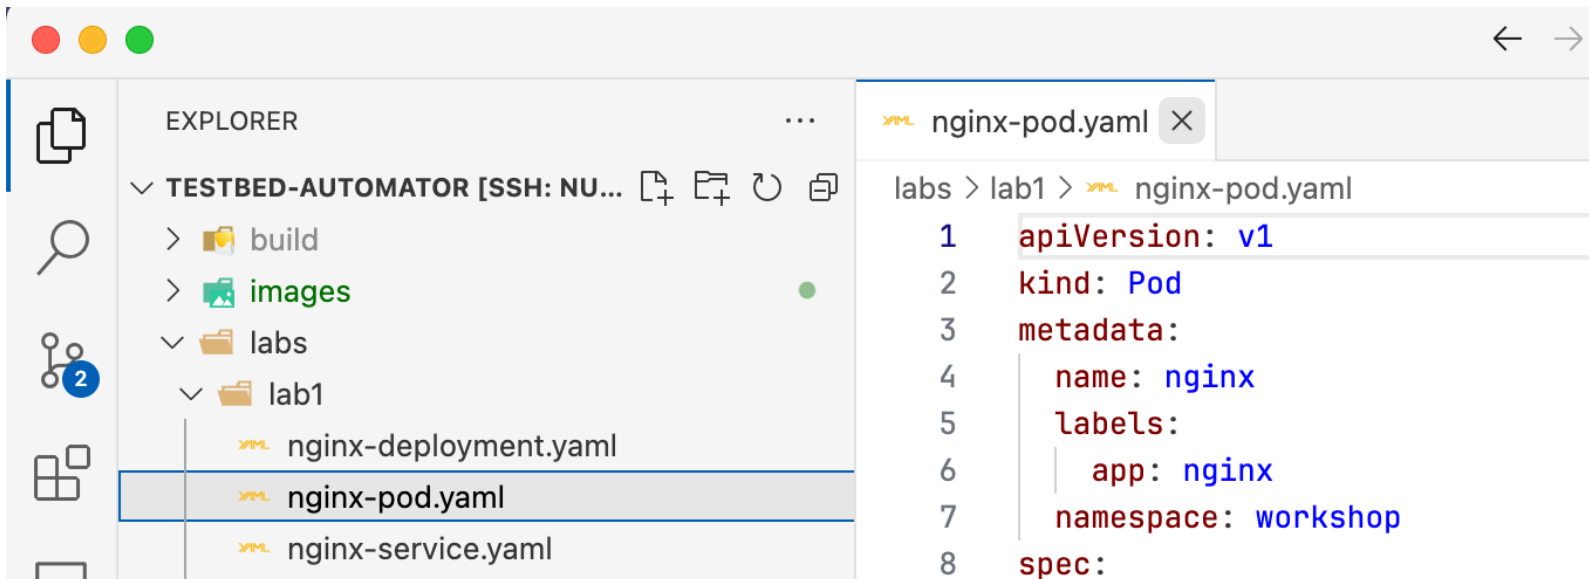 EXPLORER
TESTBED-AUTOMATOR [SSH: NU...
build
images
labs
lab1
nginx-deployment.yaml
nginx-pod.yaml
nginx-service.yaml
2
nginx-pod.yaml
labs > lab1 > nginx-pod.yaml
1 apiVersion: v1
2 kind: Pod
3 metadata:
4 name: nginx
5 labels:
6 app: nginx
7 namespace: workshop
8 spec: